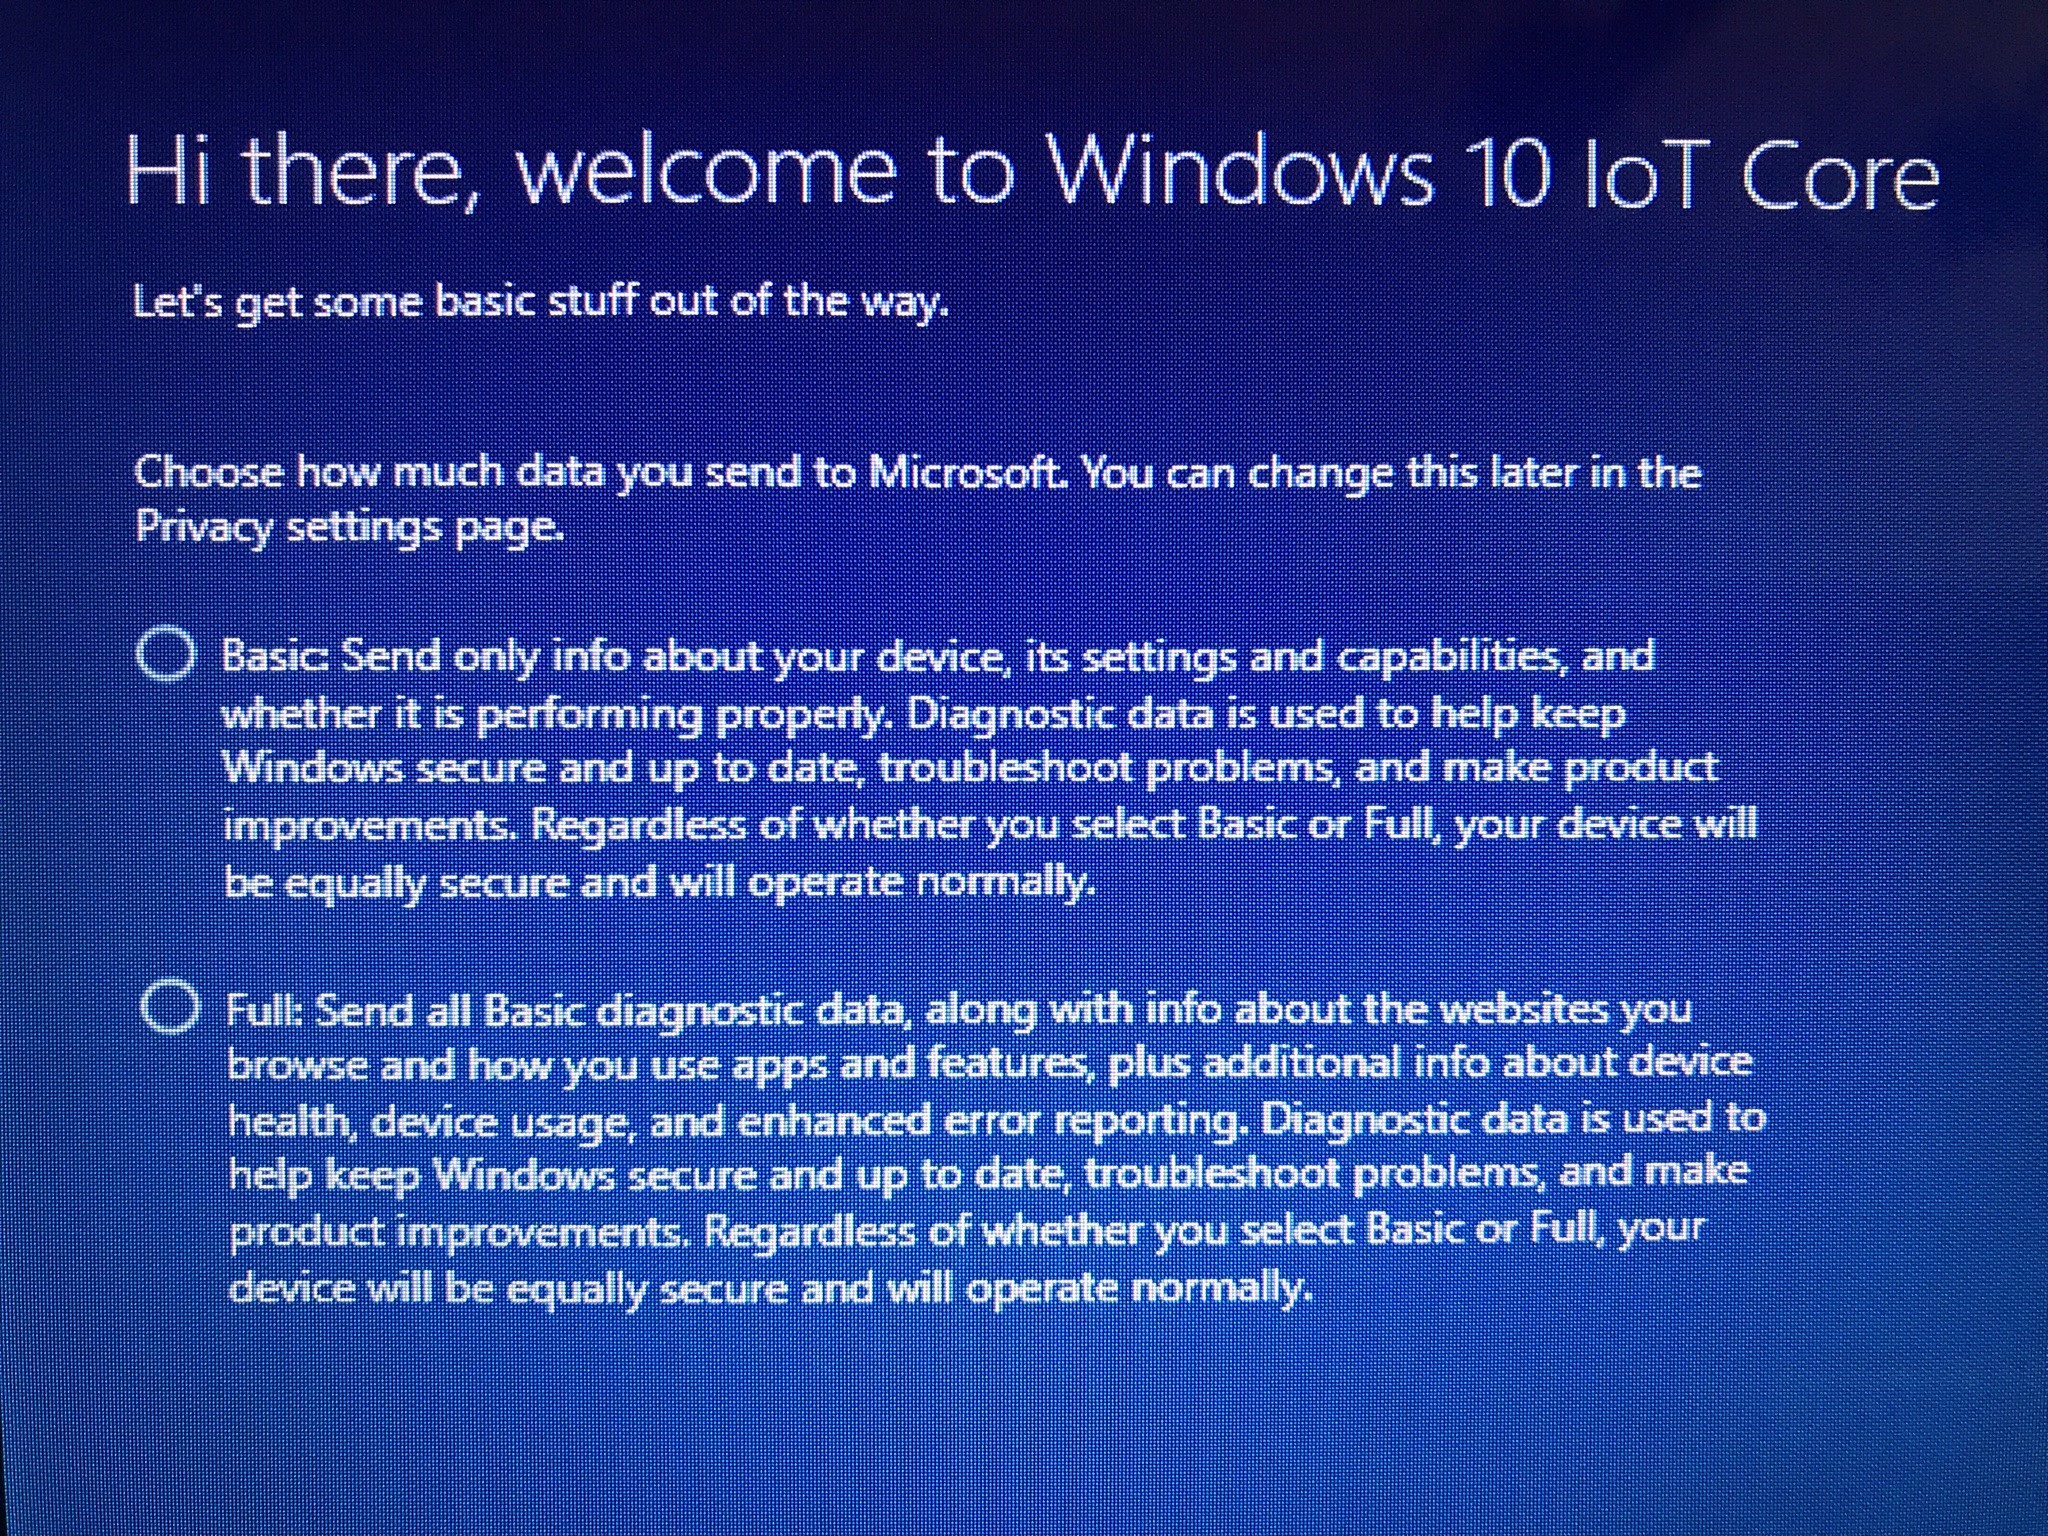 Hi there, welcome to Windows 10 IoT Core
Let's get some basic stuff out of the way.
Choose how much data you send to Microsoft. You can change this later in the
Privacy settings page.
Basic: Send only info about your device, its settings and capabilities, and
whether it is performing properly. Diagnostic data is used to help keep
Windows secure and up to date, troubleshoot problems, and make product
improvements. Regardless of whether you select Basic or Full, your device will
be equally secure and will operate normally.
Full: Send all Basic diagnostic data, along with info about the websites you
browse and how you use apps and features, plus additional info about device
health, device usage, and enhanced error reporting. Diagnostic data is used to
help keep Windows secure and up to date, troubleshoot problems, and make
product improvements. Regardless of whether you select Basic or Full, your
device will be equally secure and will operate normally.